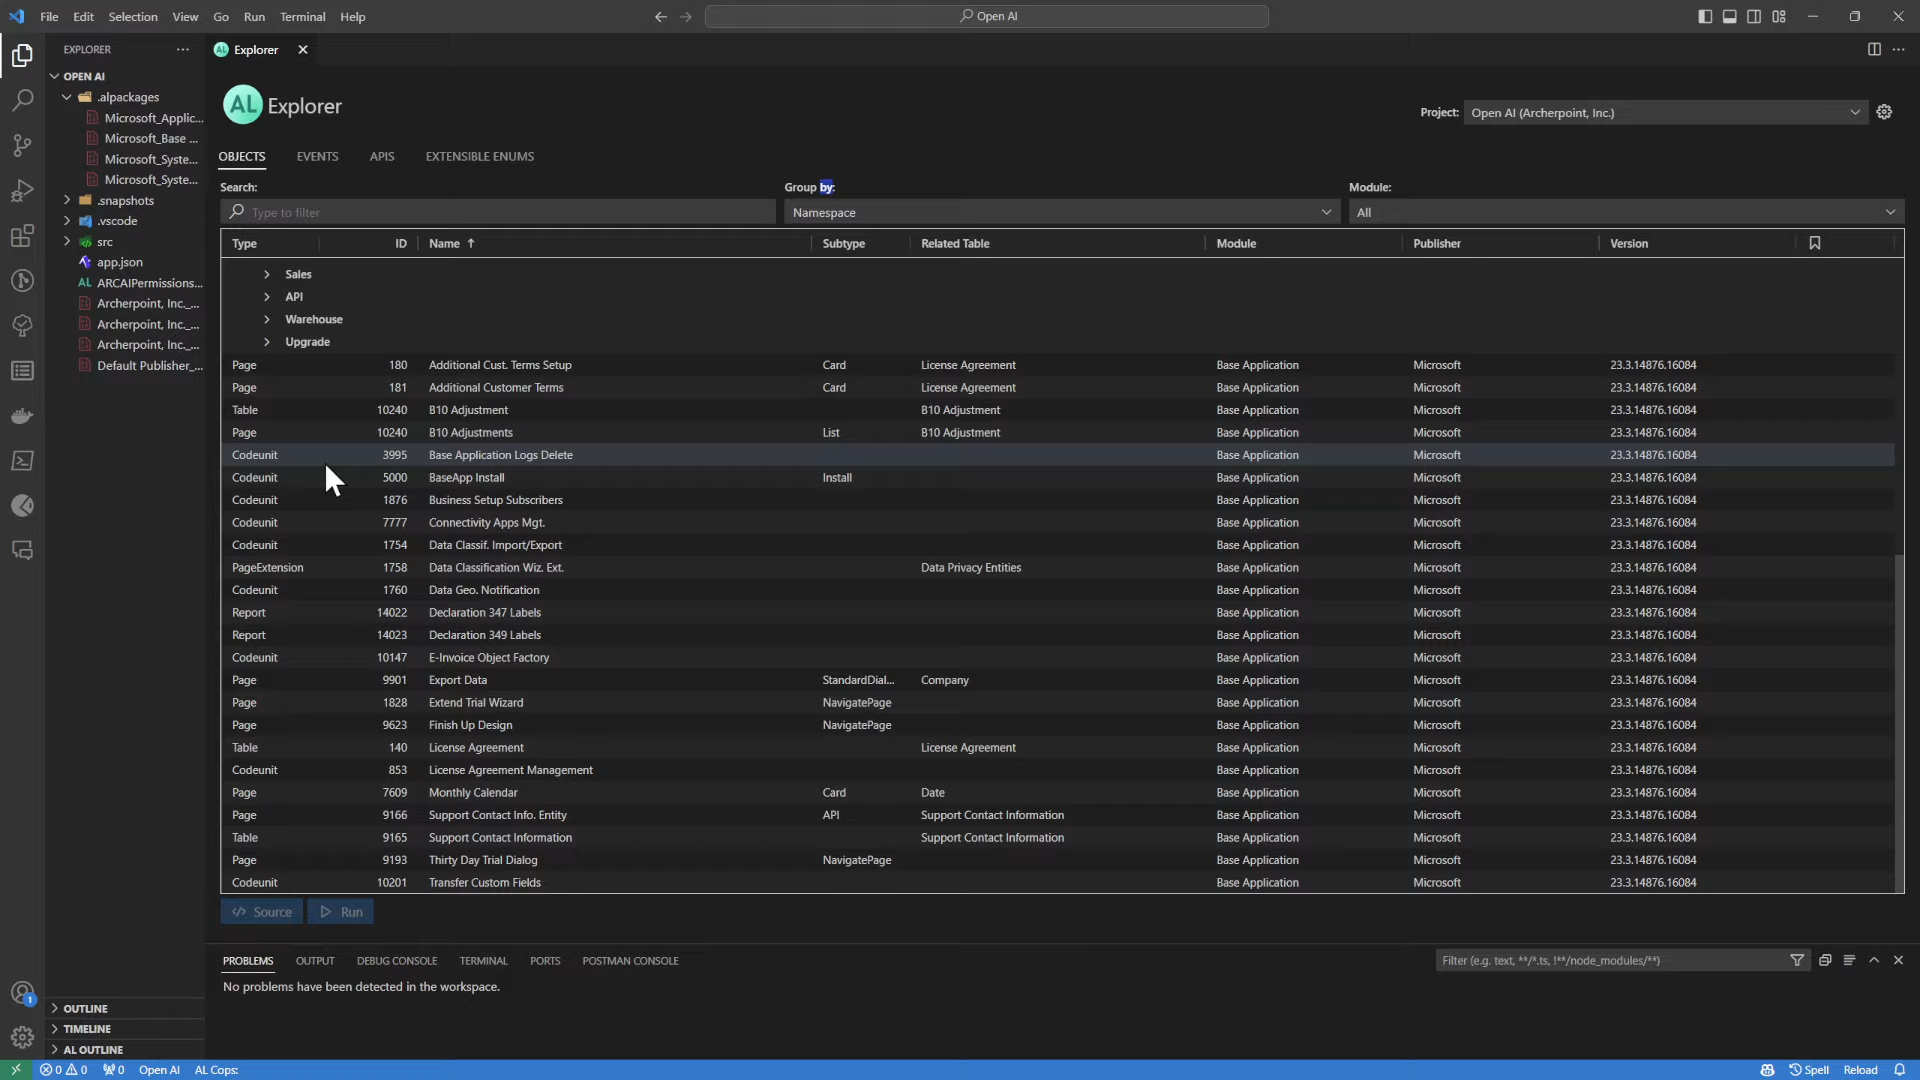 File Edit Selection View Go Run Terminal Help
Open AI
EXPLORER
Explorer
OPEN AI
.alpackages
Microsoft_Applic...
Microsoft_Base ...
Microsoft_Syste...
Microsoft_Syste...
.snapshots
.vscode
src
app.json
AL ARCAIPermissions...
Archerpoint, Inc._...
Archerpoint, Inc._...
Archerpoint, Inc._...
Default Publisher_...
OUTLINE
TIMELINE
AL OUTLINE
AL Explorer
Project: Open AI (Archerpoint, Inc.)
OBJECTS EVENTS APIS EXTENSIBLE ENUMS
Search: Group by: Module:
Type to filter Namespace All
Type ID Name Subtype Related Table Module Publisher Version
Sales
API
Warehouse
Upgrade
Page 180 Additional Cust. Terms Setup Card License Agreement Base Application Microsoft 23.3.14876.16084
Page 181 Additional Customer Terms Card License Agreement Base Application Microsoft 23.3.14876.16084
Table 10240 B10 Adjustment B10 Adjustment Base Application Microsoft 23.3.14876.16084
Page 10240 B10 Adjustments List B10 Adjustment Base Application Microsoft 23.3.14876.16084
Codeunit 3995 Base Application Logs Delete Base Application Microsoft 23.3.14876.16084
Codeunit 5000 BaseApp Install Install Base Application Microsoft 23.3.14876.16084
Codeunit 1876 Business Setup Subscribers Base Application Microsoft 23.3.14876.16084
Codeunit 7777 Connectivity Apps Mgt. Base Application Microsoft 23.3.14876.16084
Codeunit 1754 Data Classif. Import/Export Base Application Microsoft 23.3.14876.16084
PageExtension 1758 Data Classification Wiz. Ext. Data Privacy Entities Base Application Microsoft 23.3.14876.16084
Codeunit 1760 Data Geo. Notification Base Application Microsoft 23.3.14876.16084
Report 14022 Declaration 347 Labels Base Application Microsoft 23.3.14876.16084
Report 14023 Declaration 349 Labels Base Application Microsoft 23.3.14876.16084
Codeunit 10147 E-Invoice Object Factory Base Application Microsoft 23.3.14876.16084
Page 9901 Export Data StandardDial... Company Base Application Microsoft 23.3.14876.16084
Page 1828 Extend Trial Wizard NavigatePage Base Application Microsoft 23.3.14876.16084
Page 9623 Finish Up Design NavigatePage Base Application Microsoft 23.3.14876.16084
Table 140 License Agreement License Agreement Base Application Microsoft 23.3.14876.16084
Codeunit 853 License Agreement Management Base Application Microsoft 23.3.14876.16084
Page 7609 Monthly Calendar Card Date Base Application Microsoft 23.3.14876.16084
Page 9166 Support Contact Info. Entity API Support Contact Information Base Application Microsoft 23.3.14876.16084
Table 9165 Support Contact Information Support Contact Information Base Application Microsoft 23.3.14876.16084
Page 9193 Thirty Day Trial Dialog NavigatePage Base Application Microsoft 23.3.14876.16084
Codeunit 10201 Transfer Custom Fields Base Application Microsoft 23.3.14876.16084
Source Run
PROBLEMS OUTPUT DEBUG CONSOLE TERMINAL PORTS POSTMAN CONSOLE
Filter (e.g. text, **/*.ts, !**/node_modules/**)
No problems have been detected in the workspace.
1
0 0 0 Open AI AL Cops: Spell Reload